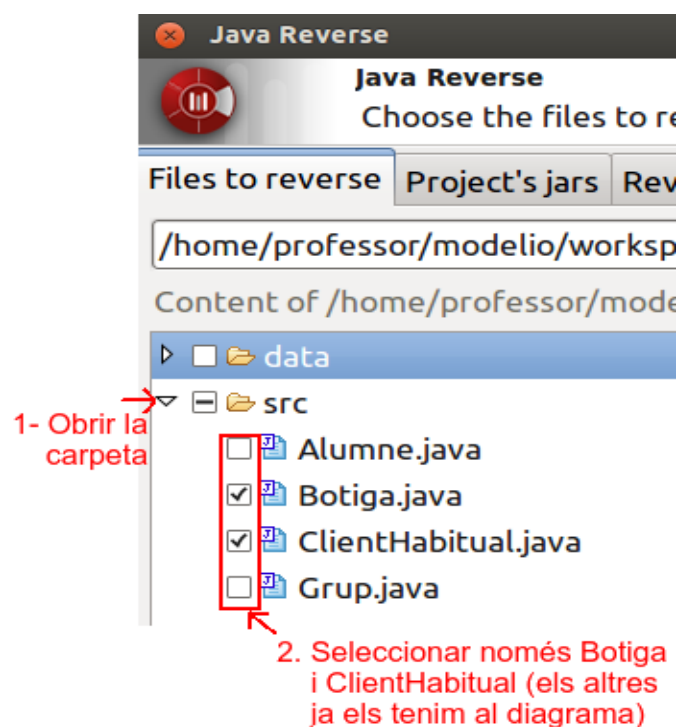 Java Reverse
Java Reverse
Choose the files to re
Files to reverse
Project's jars
Rev
/home/professor/modelio/worksp
Content of /home/professor/mode
data
src
1- Obrir la
carpeta
Alumne.java
Botiga.java
ClientHabitual.java
Grup.java
2. Seleccionar només Botiga
i ClientHabitual (els altres
ja els tenim al diagrama)